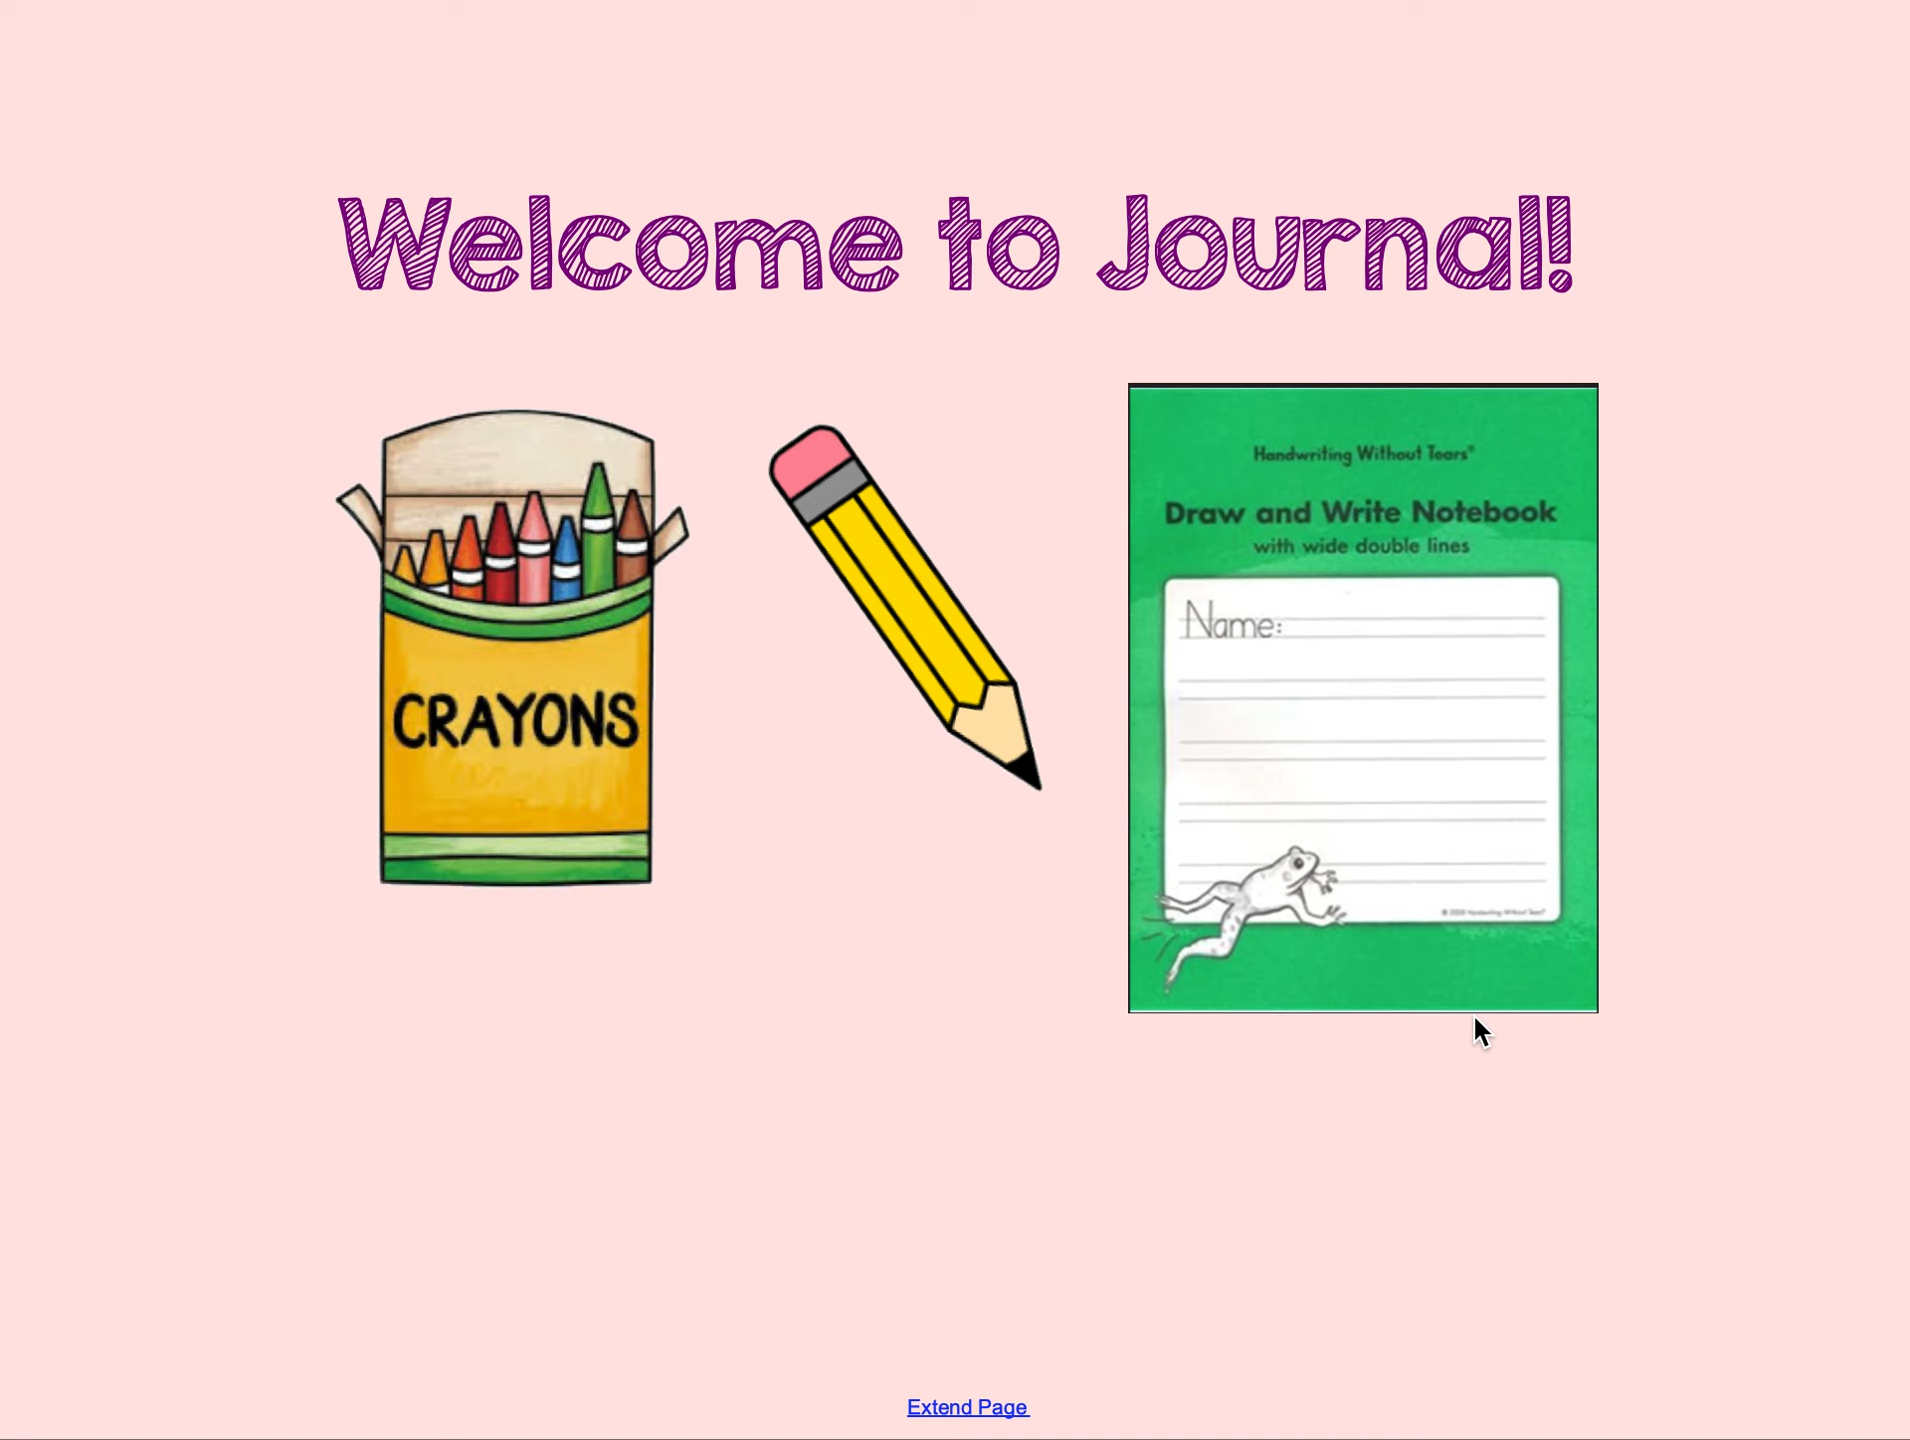 Welcome to Journal!
CRAYONS
Handwriting Without Tears®
Draw and Write Notebook
with wide double lines
Name:
Extend Page